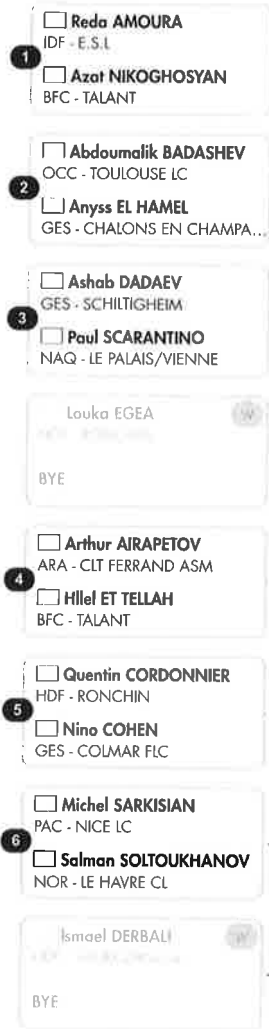 Reda AMOURA
IDF - E.S.L
1
Azat NIKOGHOSYAN
BFC - TALANT
Abdoumalik BADASHEV
OCC - TOULOUSE LC
2
Anyss EL HAMEL
GES - CHALONS EN CHAMPA...
Ashab DADAEV
GES - SCHILTIGHEIM
3
Paul SCARANTINO
NAQ - LE PALAIS/VIENNE
Louka EGEA
W
BYE
Arthur AIRAPETOV
ARA - CLT FERRAND ASM
4
Hllel ET TELLAH
BFC - TALANT
Quentin CORDONNIER
HDF - RONCHIN
5
Nino COHEN
GES - COLMAR FLC
Michel SARKISIAN
PAC - NICE LC
6
Salman SOLTOUKHANOV
NOR - LE HAVRE CL
Ismael DERBALI
W
BYE